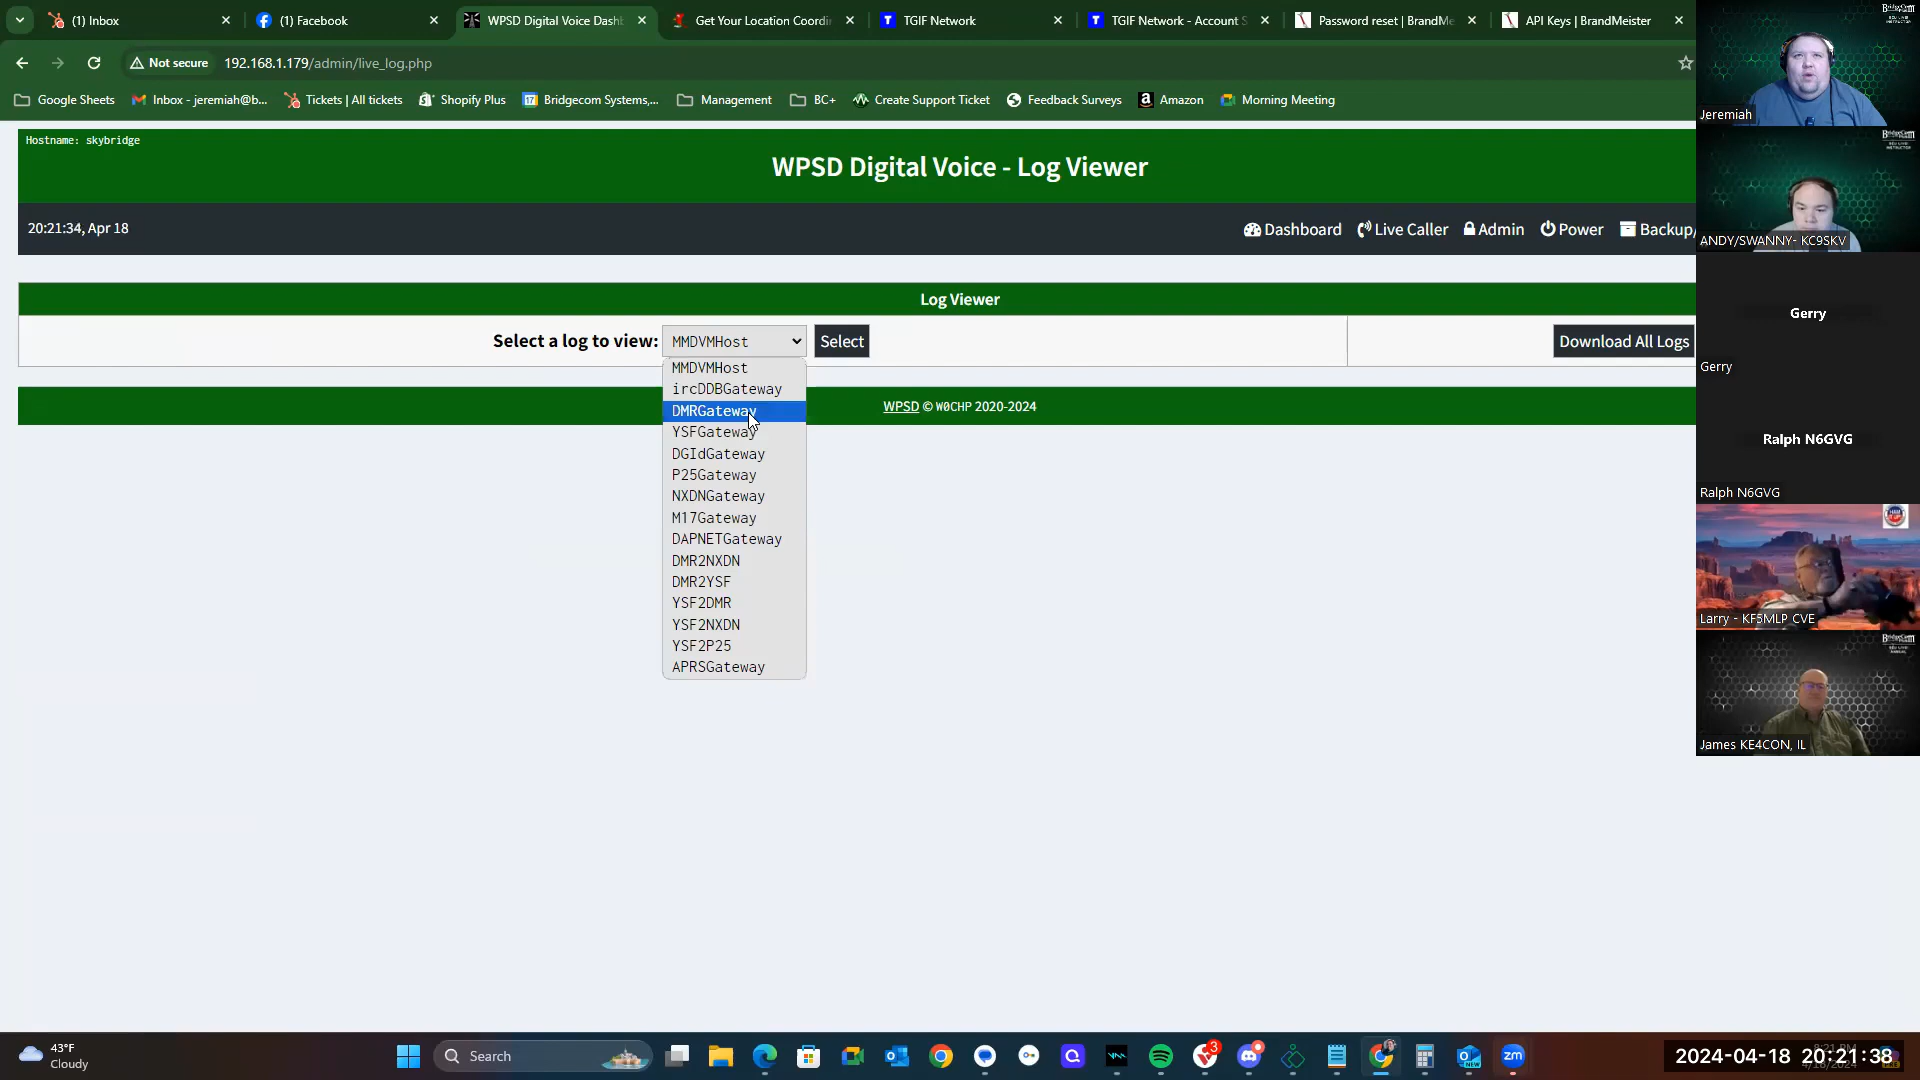 (1) Inbox
(1) Facebook
WPSD Digital Voice Dashb
Get Your Location Coordin
TGIF Network
TGIF Network - Account S
Password reset | BrandMe
API Keys | BrandMeister
Not secure
192.168.1.179/admin/live_log.php
Google Sheets
Inbox - jeremiah@b...
Tickets | All tickets
Shopify Plus
Bridgecom Systems,...
Management
BC+
Create Support Ticket
Feedback Surveys
Amazon
Morning Meeting
Hostname: skybridge
WPSD Digital Voice - Log Viewer
20:21:34, Apr 18
Dashboard
Live Caller
Admin
Power
Backup/
Log Viewer
Select a log to view:
MMDVMHost
Select
Download All Logs
MMDVMHost
ircDDBGateway
DMRGateway
YSFGateway
DGIdGateway
P25Gateway
NXDNGateway
M17Gateway
DAPNETGateway
DMR2NXDN
DMR2YSF
YSF2DMR
YSF2NXDN
YSF2P25
APRSGateway
WPSD © W0CHP 2020-2024
Jeremiah
ANDY/SWANNY- KC9SKV
Gerry
Gerry
Ralph N6GVG
Ralph N6GVG
Larry - KF5MLP CVE
James KE4CON, IL
43°F
Cloudy
Search
3
zm
2024-04-18 20:21:38